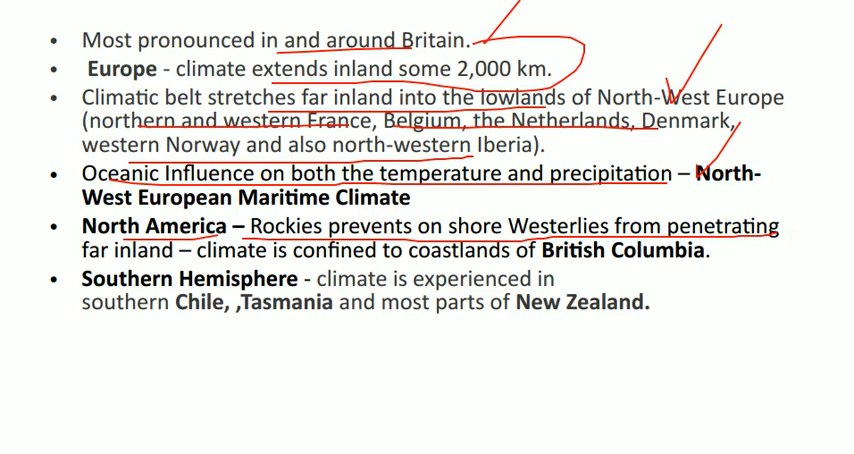 • Most pronounced in and around Britain.
• Europe - climate extends inland some 2,000 km.
• Climatic belt stretches far inland into the lowlands of North-West Europe
(northern and western France, Belgium, the Netherlands, Denmark,
western Norway and also north-western Iberia).
• Oceanic Influence on both the temperature and precipitation – North-
West European Maritime Climate
• North America – Rockies prevents on shore Westerlies from penetrating
far inland – climate is confined to coastlands of British Columbia.
• Southern Hemisphere - climate is experienced in
southern Chile, ,Tasmania and most parts of New Zealand.